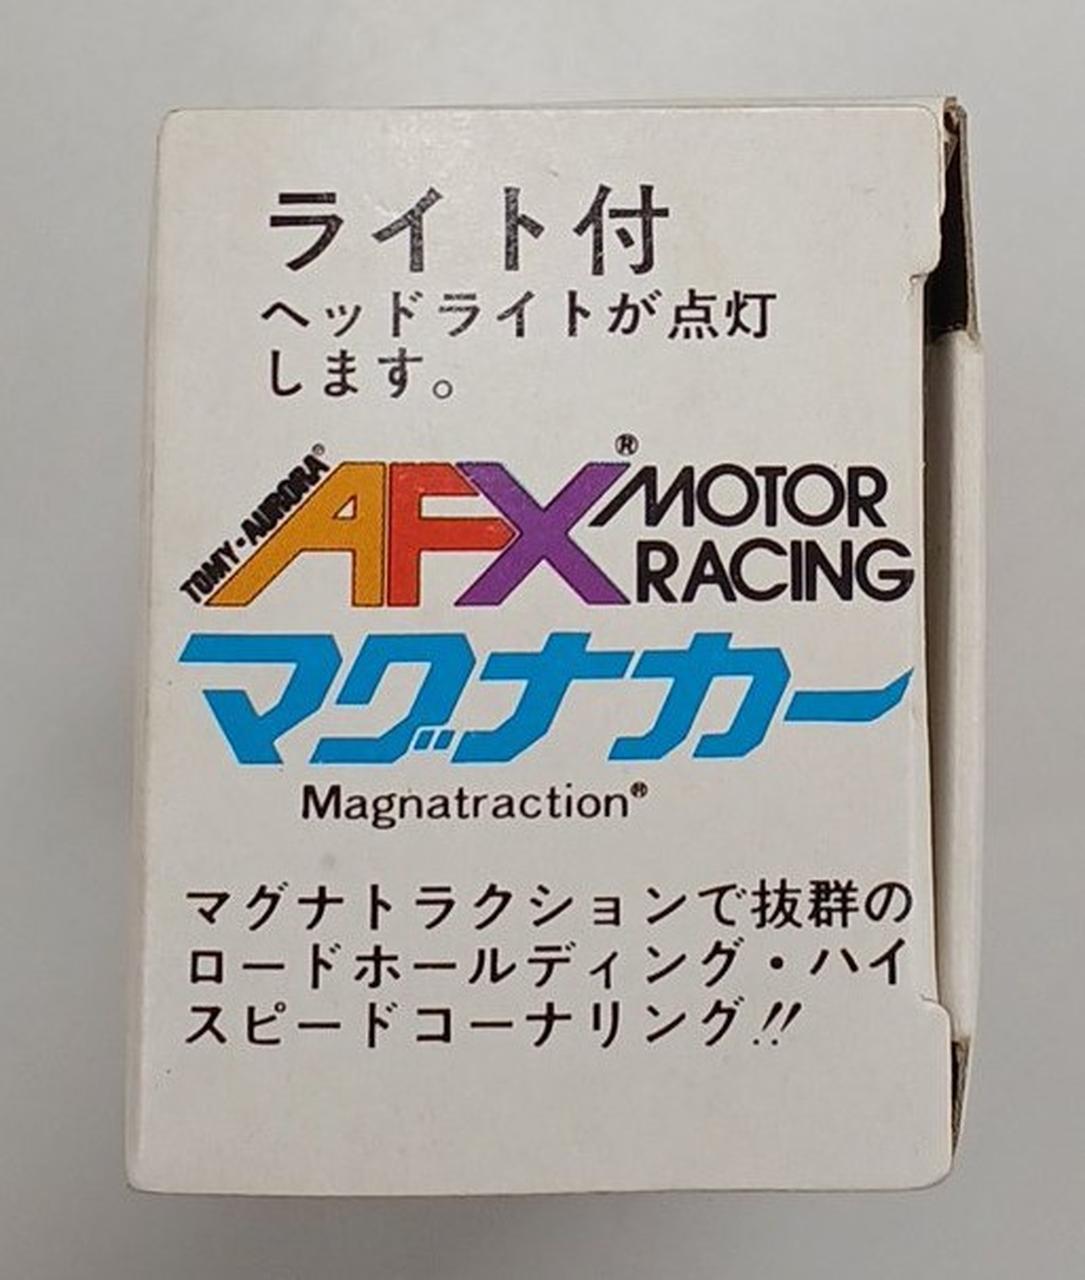 ライト付
ヘッドライトが点灯
します。
TOMY・AURORA® AFX® MOTOR
RACING
マグナカー
Magnatraction®
マグナトラクションで抜群の
ロードホールディング・ハイ
スピードコーナリング!!